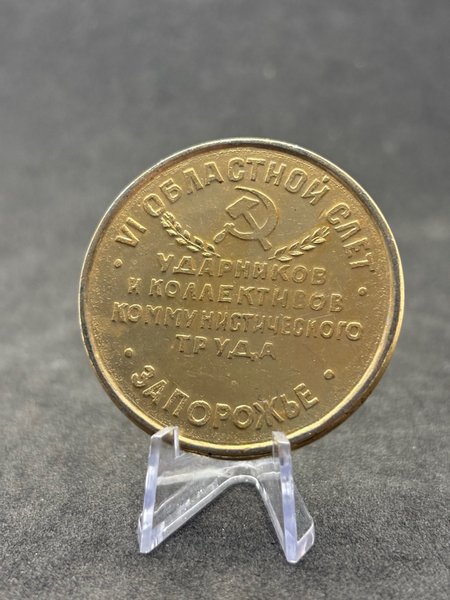 VI ОБЛАСТНОЙ СЛЕТ
УДАРНИКОВ
И КОЛЛЕКТИВОВ
КОММУНИСТИЧЕСКОГО
ТРУДА
ЗАПОРОЖЬЕ